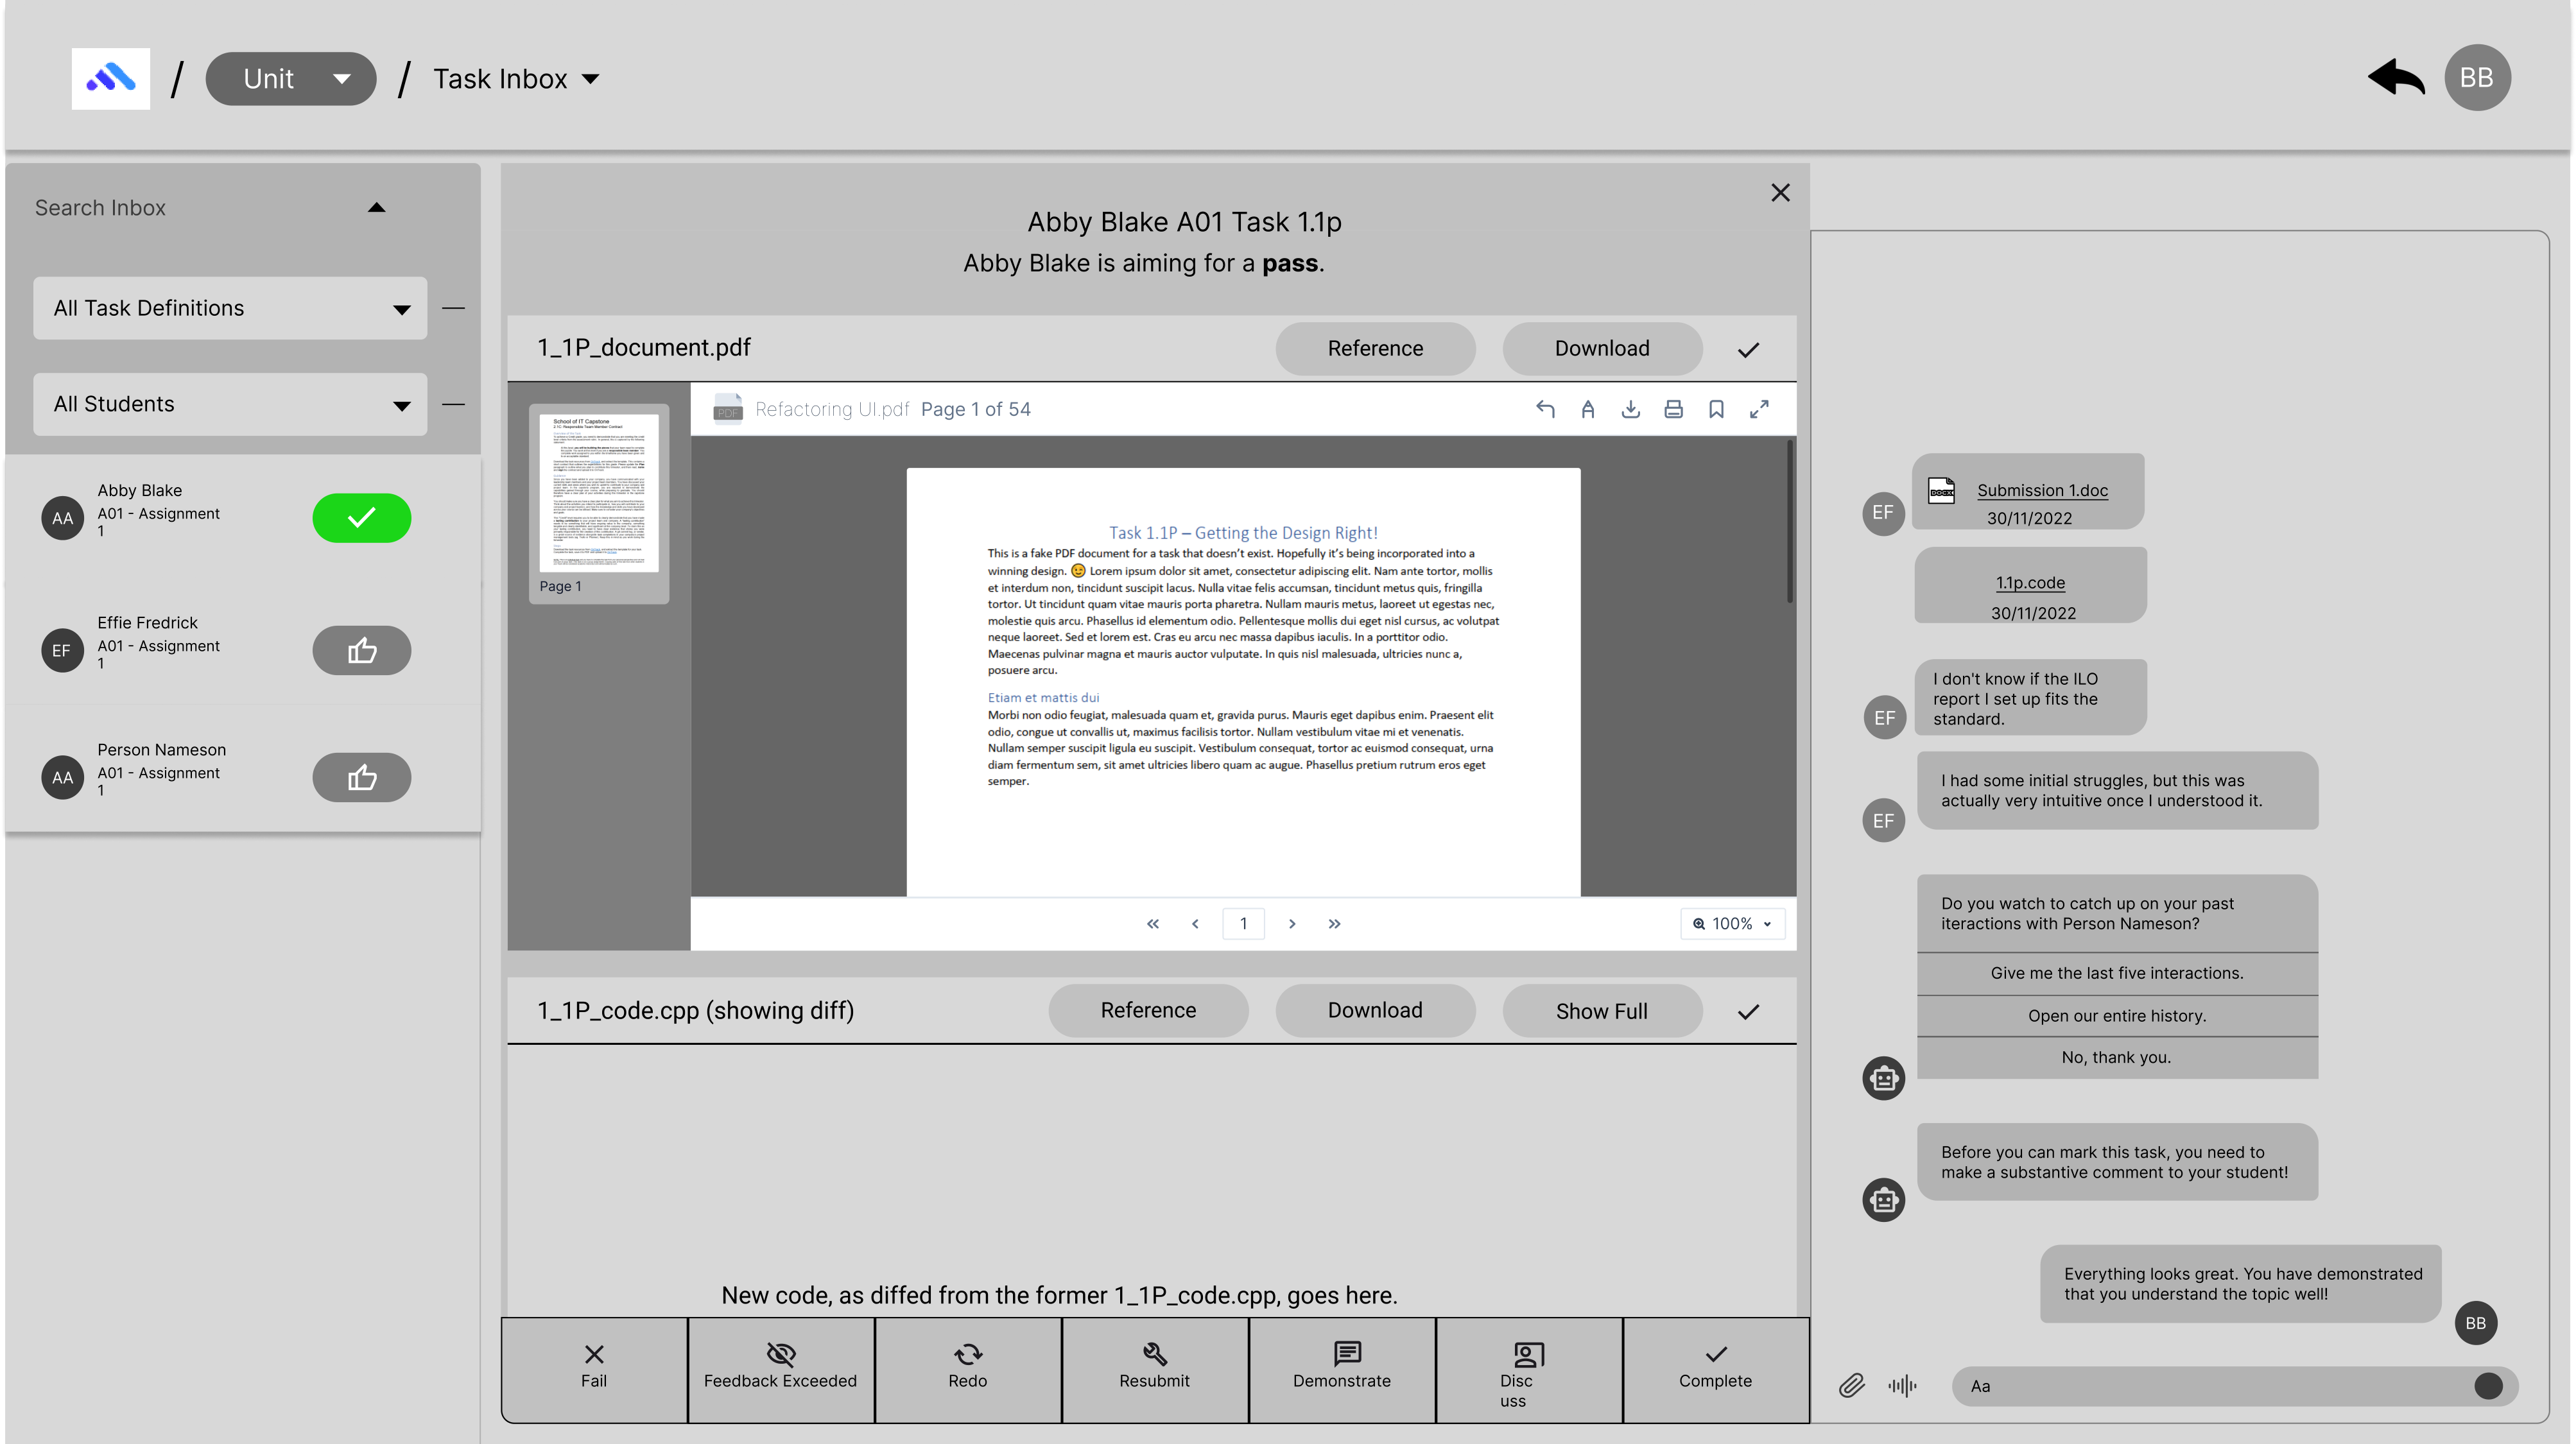 / Unit / Task Inbox
BB
Search Inbox
All Task Definitions
All Students
AA
Abby Blake
A01 - Assignment
1
EF
Effie Fredrick
A01 - Assignment
1
AA
Person Nameson
A01 - Assignment
1
Abby Blake A01 Task 1.1p
Abby Blake is aiming for a pass.
1_1P_document.pdf
Reference
Download
School of IT Capstone
Page 1
PDF
Refactoring UI.pdf Page 1 of 54
Task 1.1P – Getting the Design Right!
This is a fake PDF document for a task that doesn't exist. Hopefully it's being incorporated into a
winning design. 😉 Lorem ipsum dolor sit amet, consectetur adipiscing elit. Nam ante tortor, mollis
et interdum non, tincidunt suscipit lacus. Nulla vitae felis accumsan, tincidunt metus quis, fringilla
tortor. Ut tincidunt quam vitae mauris porta pharetra. Nullam mauris metus, laoreet ut egestas nec,
molestie quis arcu. Phasellus id elementum odio. Pellentesque mollis dui eget nisl cursus, ac volutpat
neque laoreet. Sed et lorem est. Cras eu arcu nec massa dapibus iaculis. In a porttitor odio.
Maecenas pulvinar magna et mauris auctor vulputate. In quis nisl malesuada, ultricies nunc a,
posuere arcu.
Etiam et mattis dui
Morbi non odio feugiat, malesuada quam et, gravida purus. Mauris eget dapibus enim. Praesent elit
odio, congue ut convallis ut, maximus facilisis tortor. Nullam vestibulum vitae mi et venenatis.
Nullam semper suscipit ligula eu suscipit. Vestibulum consequat, tortor ac euismod consequat, urna
diam fermentum sem, sit amet ultricies libero quam ac augue. Phasellus pretium rutrum eros eget
semper.
1
100%
1_1P_code.cpp (showing diff)
Reference
Download
Show Full
New code, as diffed from the former 1_1P_code.cpp, goes here.
Fail
Feedback Exceeded
Redo
Resubmit
Demonstrate
Disc
uss
Complete
EF
DOCX
Submission 1.doc
30/11/2022
1.1p.code
30/11/2022
EF
I don't know if the ILO
report I set up fits the
standard.
EF
I had some initial struggles, but this was
actually very intuitive once I understood it.
Do you watch to catch up on your past
iteractions with Person Nameson?
Give me the last five interactions.
Open our entire history.
No, thank you.
Before you can mark this task, you need to
make a substantive comment to your student!
Everything looks great. You have demonstrated
that you understand the topic well!
BB
Aa